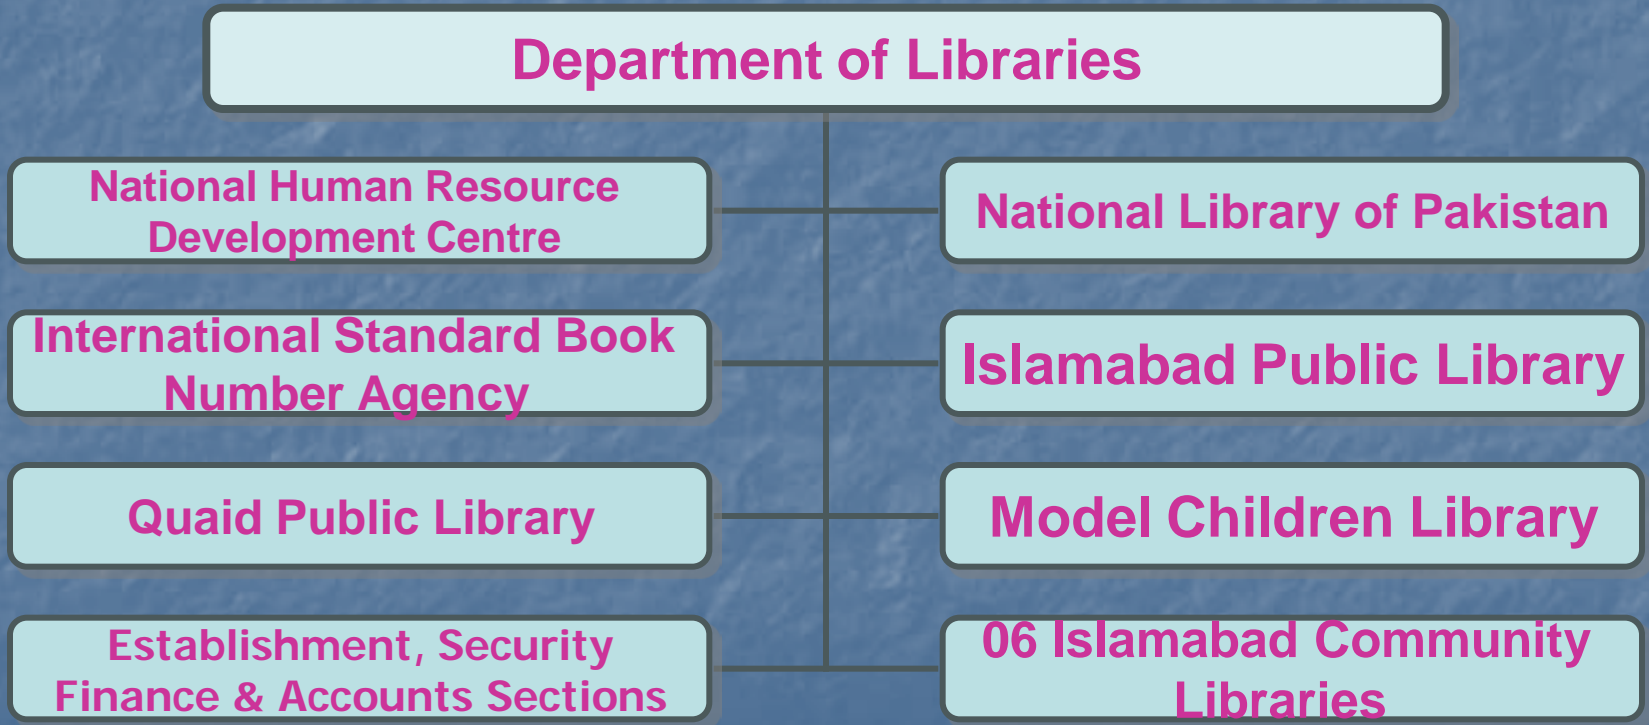 Department of Libraries
National Human Resource
Development Centre
National Library of Pakistan
International Standard Book
Number Agency
Islamabad Public Library
Quaid Public Library
Model Children Library
Establishment, Security
Finance & Accounts Sections
06 Islamabad Community
Libraries